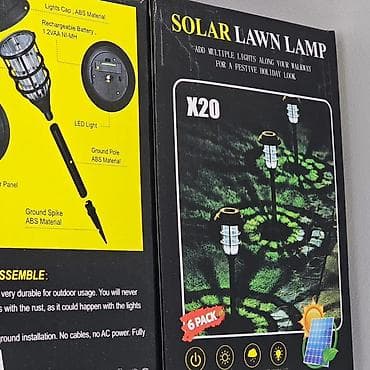 Lights Cap , ABS Material
Rechargeable Battery ,
1.2VAA NI-MH
LED Light
Ground Pole
ABS Material
Panel
Ground Spike
ABS Material
SSEMBLE:
very durable for outdoor usage. You will never
s with the rust, as it could happen with the lights
ground installation. No cables, no AC power. Fully
SOLAR LAWN LAMP
ADD MULTIPLE LIGHTS ALONG YOUR WALKWAY
FOR A FESTIVE HOLIDAY LOOK
X20
6 PACK